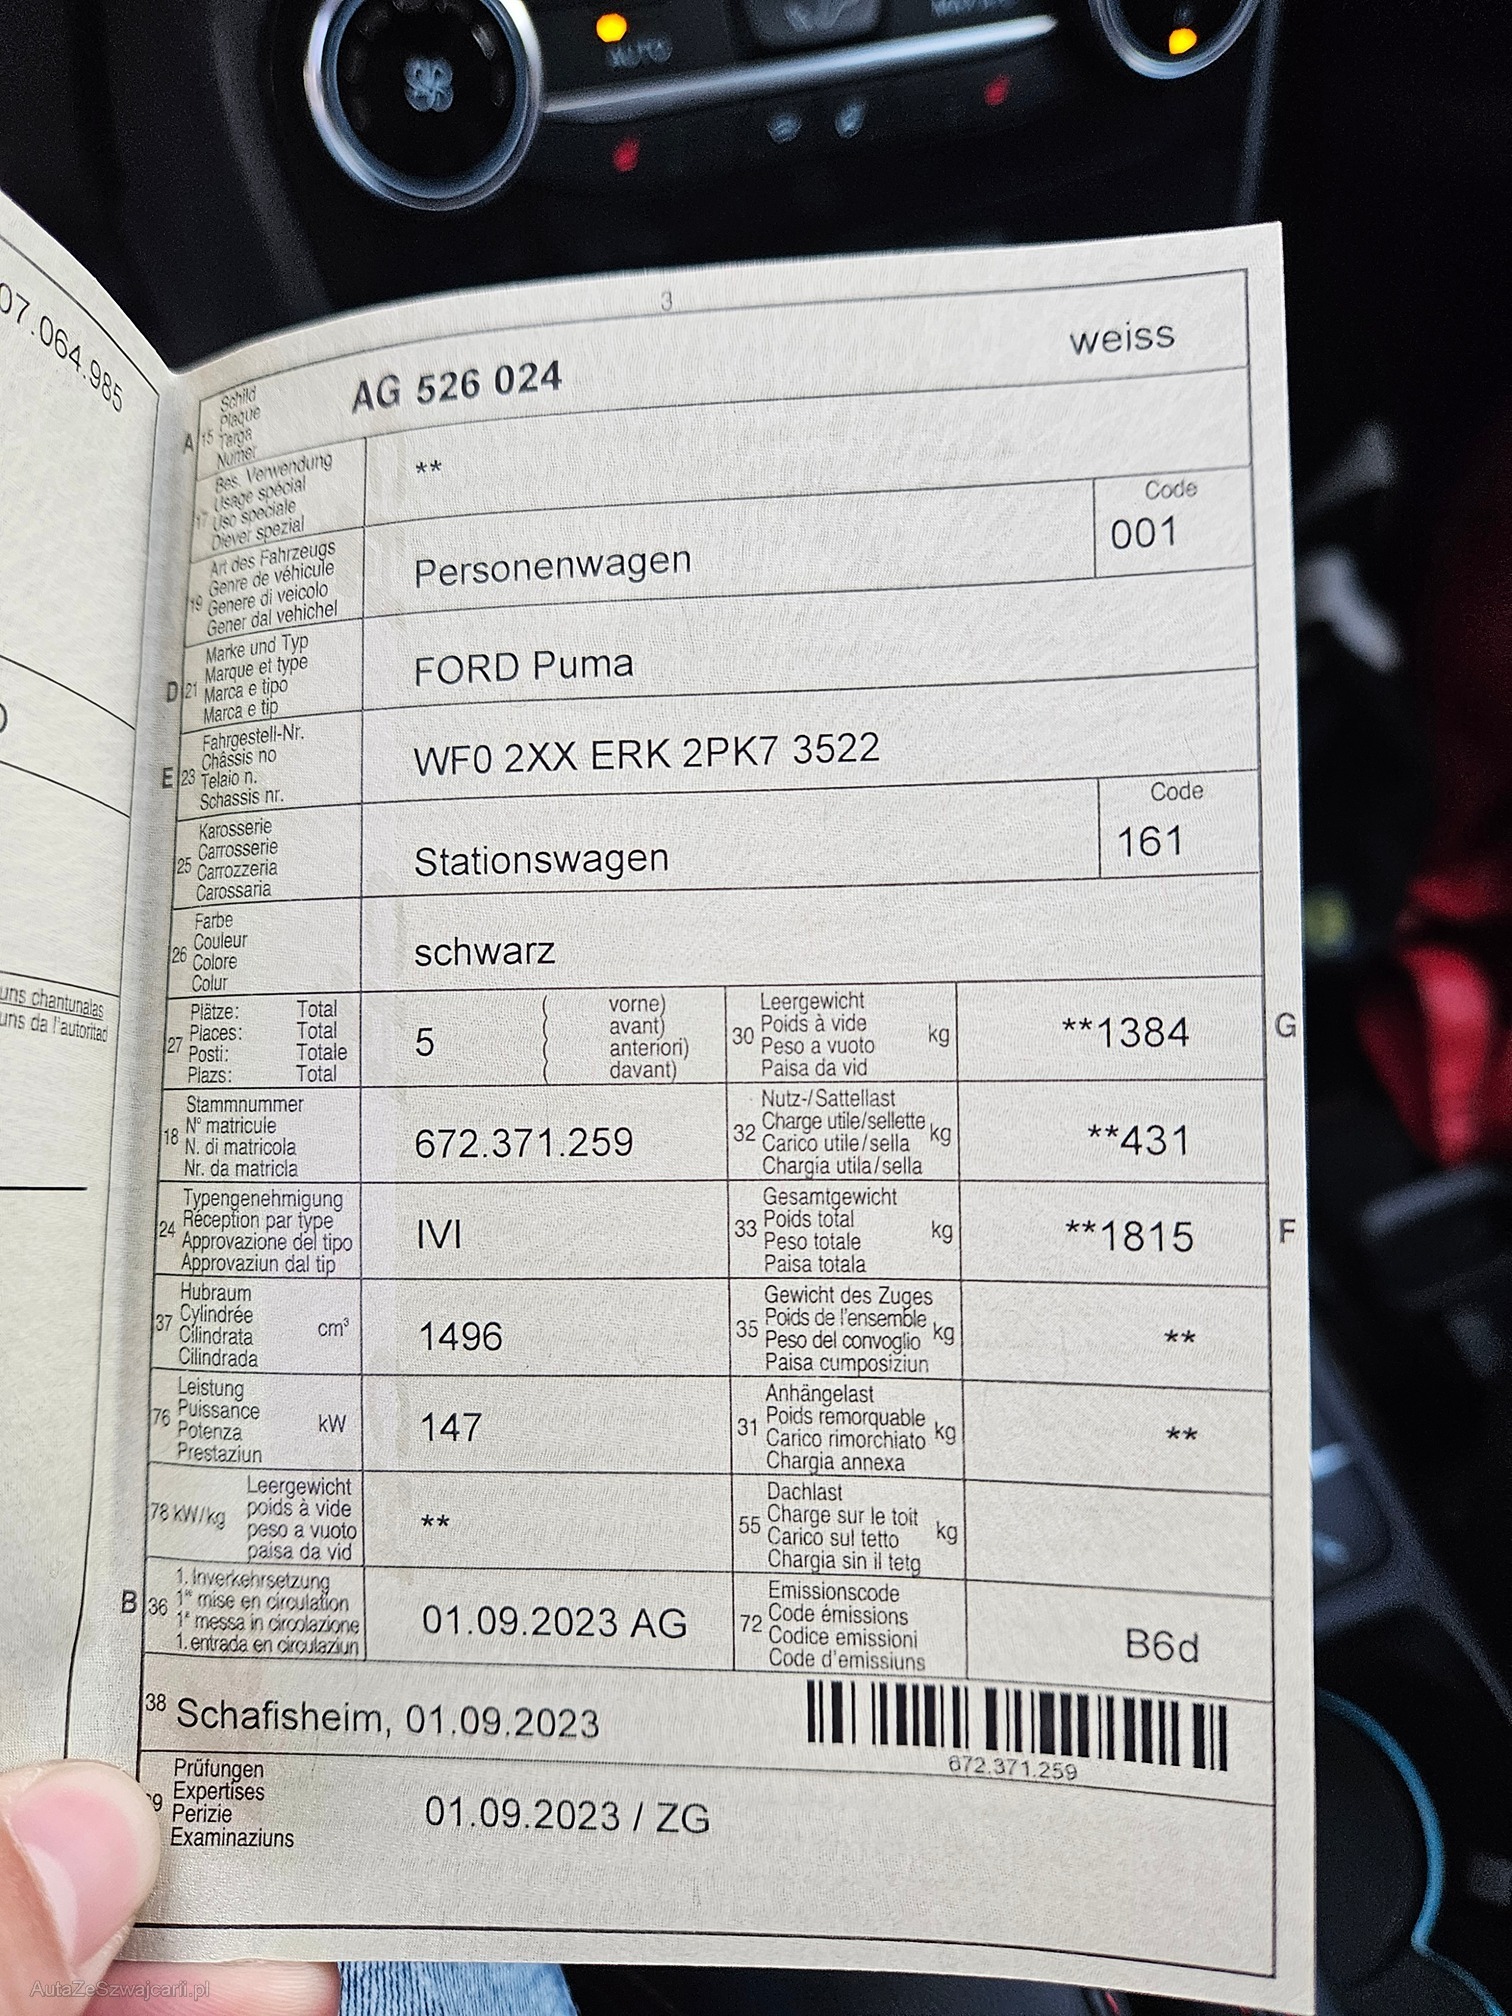 AUTO
07.064.985
uns chantunalas
uns da l'autoritad
3
A 15 Schild
Plaque
Targa
Numer
AG 526 024
weiss
17 Bes. Verwendung
Usage spécial
Uso speciale
Diever spezial
**
19 Art des Fahrzeugs
Genre de véhicule
Genere di veicolo
Gener dal vehichel
Personenwagen
Code
001
D 21 Marke und Typ
Marque et type
Marca e tipo
Marca e tip
FORD Puma
E 23 Fahrgestell-Nr.
Châssis no
Telaio n.
Schassis nr.
WF0 2XX ERK 2PK7 3522
25 Karosserie
Carrosserie
Carrozzeria
Carossaria
Stationswagen
Code
161
26 Farbe
Couleur
Colore
Colur
schwarz
27 Plätze: Total
Places: Total
Posti: Totale
Plazs: Total
5
( vorne)
( avant)
( anteriori)
( davant)
30 Leergewicht
Poids à vide
Peso a vuoto
Paisa da vid
kg
**1384
G
18 Stammnummer
N° matricule
N. di matricola
Nr. da matricla
672.371.259
32 Nutz-/Sattellast
Charge utile/sellette
Carico utile/sella
Chargia utila/sella
kg
**431
24 Typengenehmigung
Réception par type
Approvazione del tipo
Approvaziun dal tip
IVI
33 Gesamtgewicht
Poids total
Peso totale
Paisa totala
kg
**1815
F
37 Hubraum
Cylindrée
Cilindrata
Cilindrada
cm³
1496
35 Gewicht des Zuges
Poids de l'ensemble
Peso del convoglio
Paisa cumposiziun
kg
**
76 Leistung
Puissance
Potenza
Prestaziun
kW
147
31 Anhängelast
Poids remorquable
Carico rimorchiato
Chargia annexa
kg
**
78 kW/kg
Leergewicht
poids à vide
peso a vuoto
paisa da vid
**
55 Dachlast
Charge sur le toit
Carico sul tetto
Chargia sin il tetg
kg
B 36 1. Inverkehrsetzung
1re mise en circulation
1a messa in circolazione
1. entrada en circulaziun
01.09.2023 AG
72 Emissionscode
Code émissions
Codice emissioni
Code d'emissiuns
B6d
38 Schafisheim, 01.09.2023
672.371.259
39 Prüfungen
Expertises
Perizie
Examinaziuns
01.09.2023 / ZG
AutaZeSzwajcarii.pl